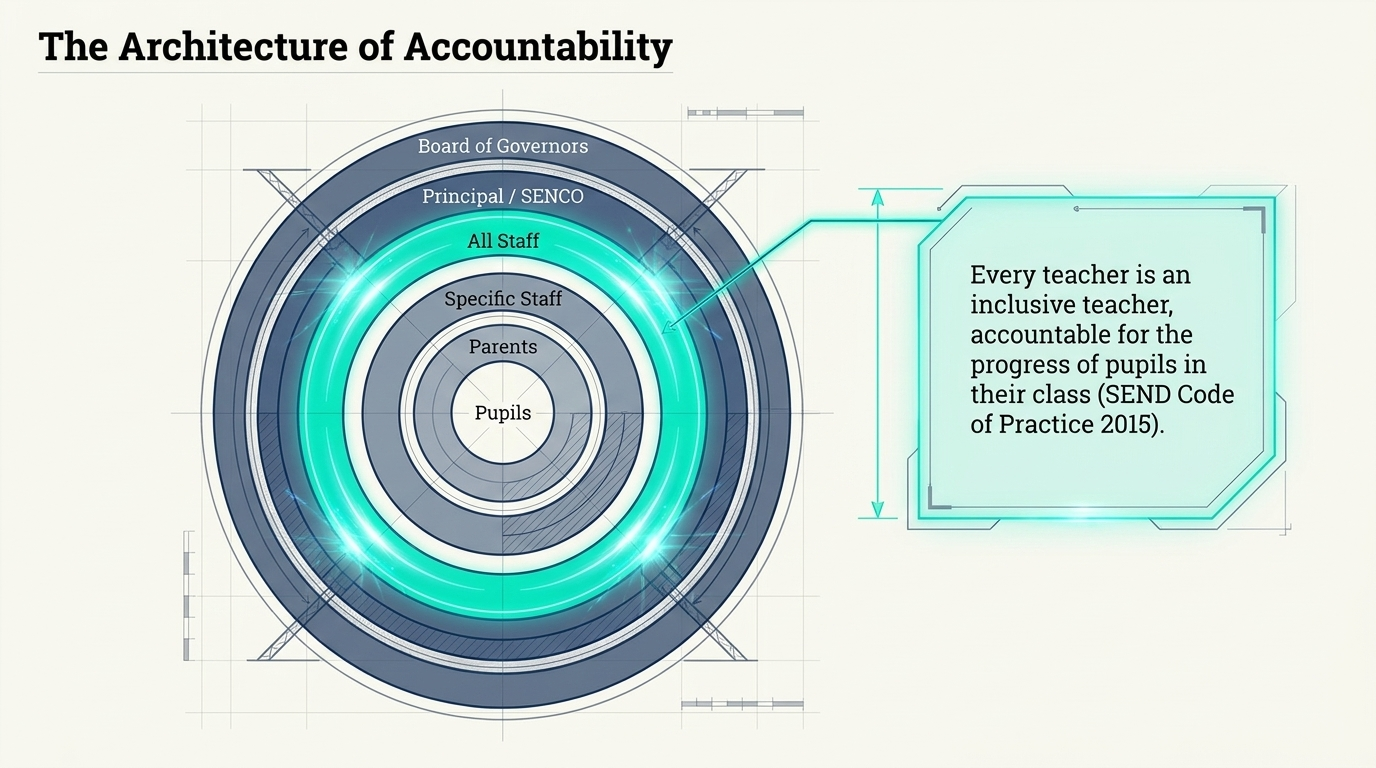 The Architecture of Accountability
Board of Governors
Principal / SENCO
All Staff
Specific Staff
Parents
Pupils
Every teacher is an
inclusive teacher,
accountable for the
progress of pupils in
their class (SEND Code
of Practice 2015).